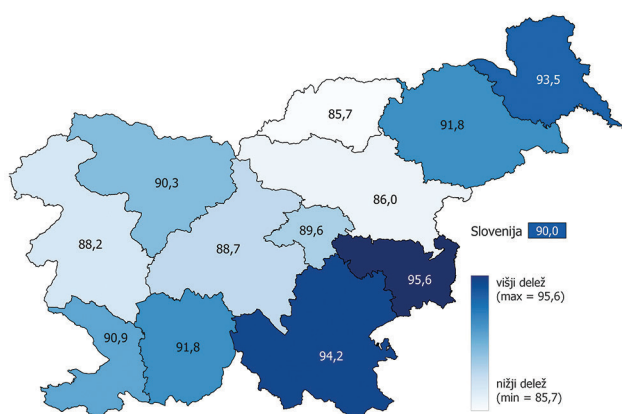 93,5
85,7
91,8
90,3
86,0
88,2
88,7
89,6
Slovenija 90,0
95,6
višji delež
(max = 95,6)
90,9
91,8
94,2
nižji delež
(min = 85,7)